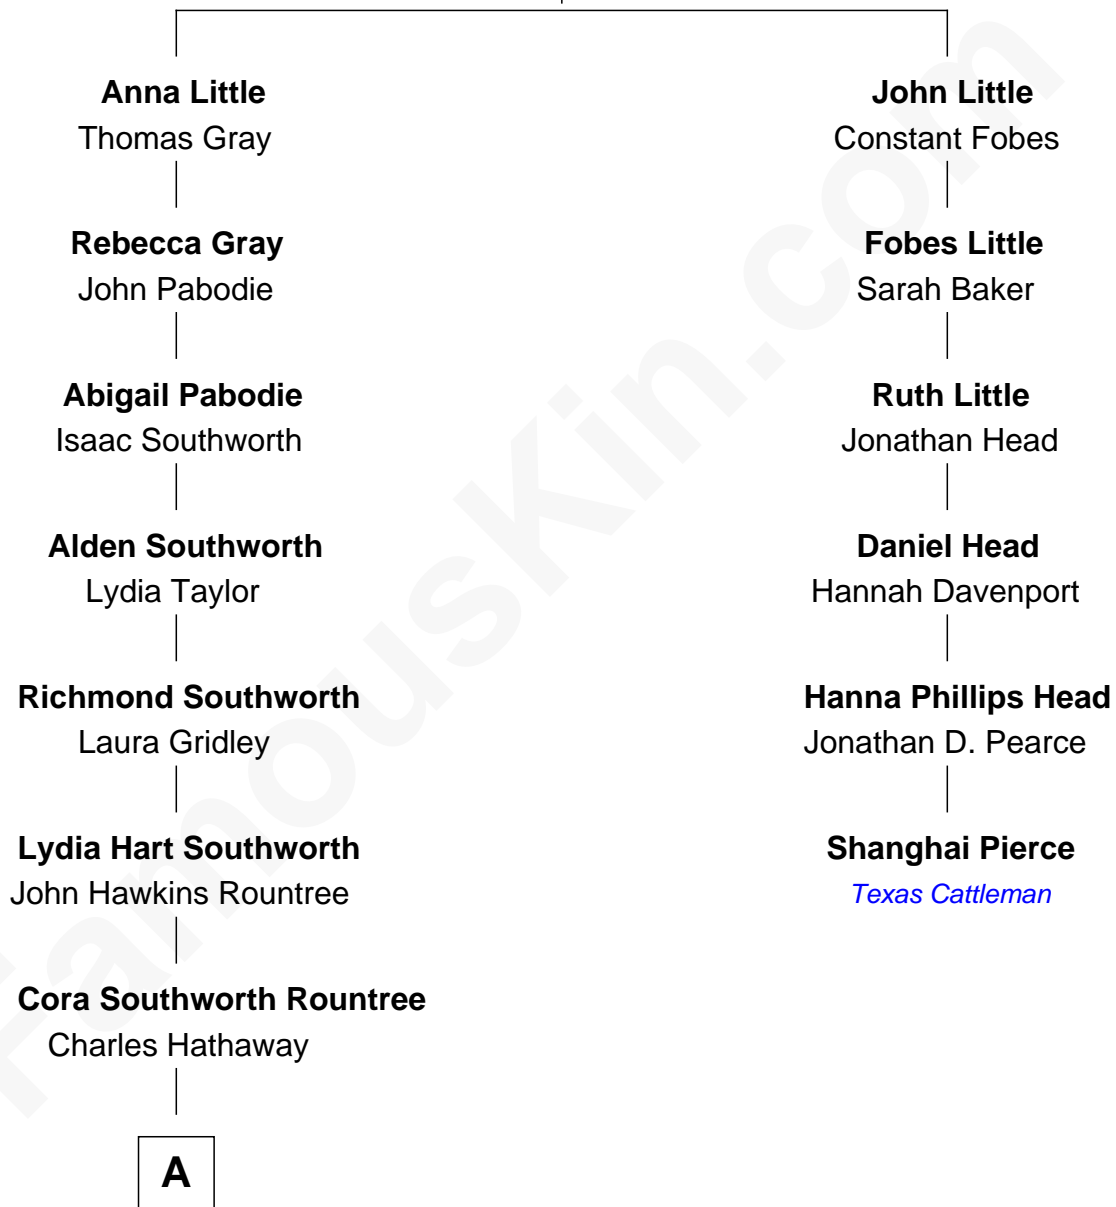 Anna Little
Thomas Gray
Rebecca Gray
John Pabodie
Abigail Pabodie
Isaac Southworth
Alden Southworth
Lydia Taylor
Richmond Southworth
Laura Gridley
Lydia Hart Southworth
John Hawkins Rountree
Cora Southworth Rountree
Charles Hathaway
A
John Little
Constant Fobes
Fobes Little
Sarah Baker
Ruth Little
Jonathan Head
Daniel Head
Hannah Davenport
Hanna Phillips Head
Jonathan D. Pearce
Shanghai Pierce
Texas Cattleman
FamousKin.com